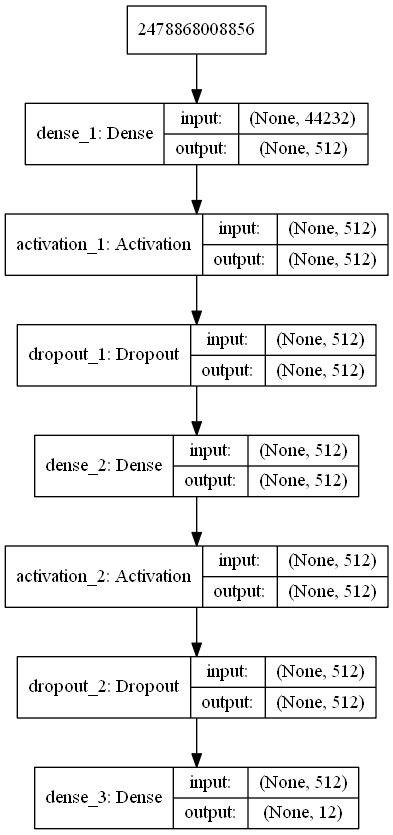 2478868008856
dense_1: Dense
input: (None, 44232)
output: (None, 512)
activation_1: Activation
input: (None, 512)
output: (None, 512)
dropout_1: Dropout
input: (None, 512)
output: (None, 512)
dense_2: Dense
input: (None, 512)
output: (None, 512)
activation_2: Activation
input: (None, 512)
output: (None, 512)
dropout_2: Dropout
input: (None, 512)
output: (None, 512)
dense_3: Dense
input: (None, 512)
output: (None, 12)